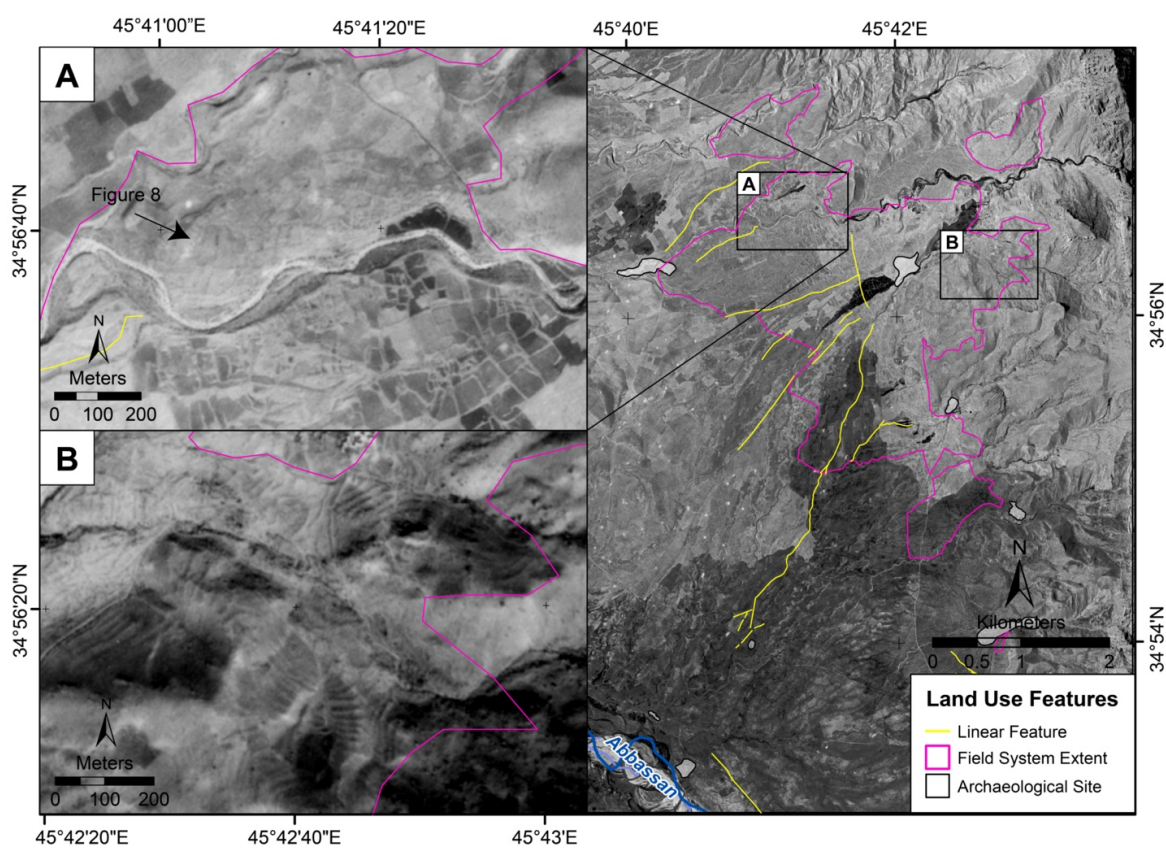 45°41'00"E
45°41'20"E
45°40'E
45°42'E
A
Figure 8
34°56'40"N
N
Meters
0 100 200
B
34°56'20"N
N
Meters
0 100 200
45°42'20"E
45°42'40"E
45°43'E
A
B
34°56'N
34°54'N
N
Kilometers
0 0.5 1 2
Abbassan
Land Use Features
Linear Feature
Field System Extent
Archaeological Site